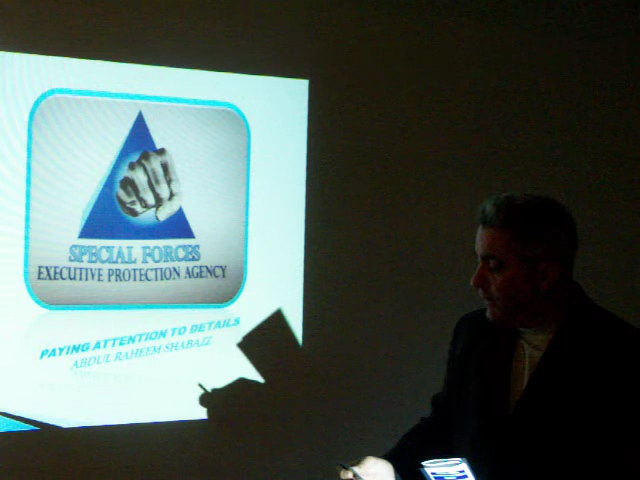 SPECIAL FORCES
EXECUTIVE PROTECTION AGENCY
PAYING ATTENTION TO DETAILS
ABDUL RAHEEM SHABAZZ